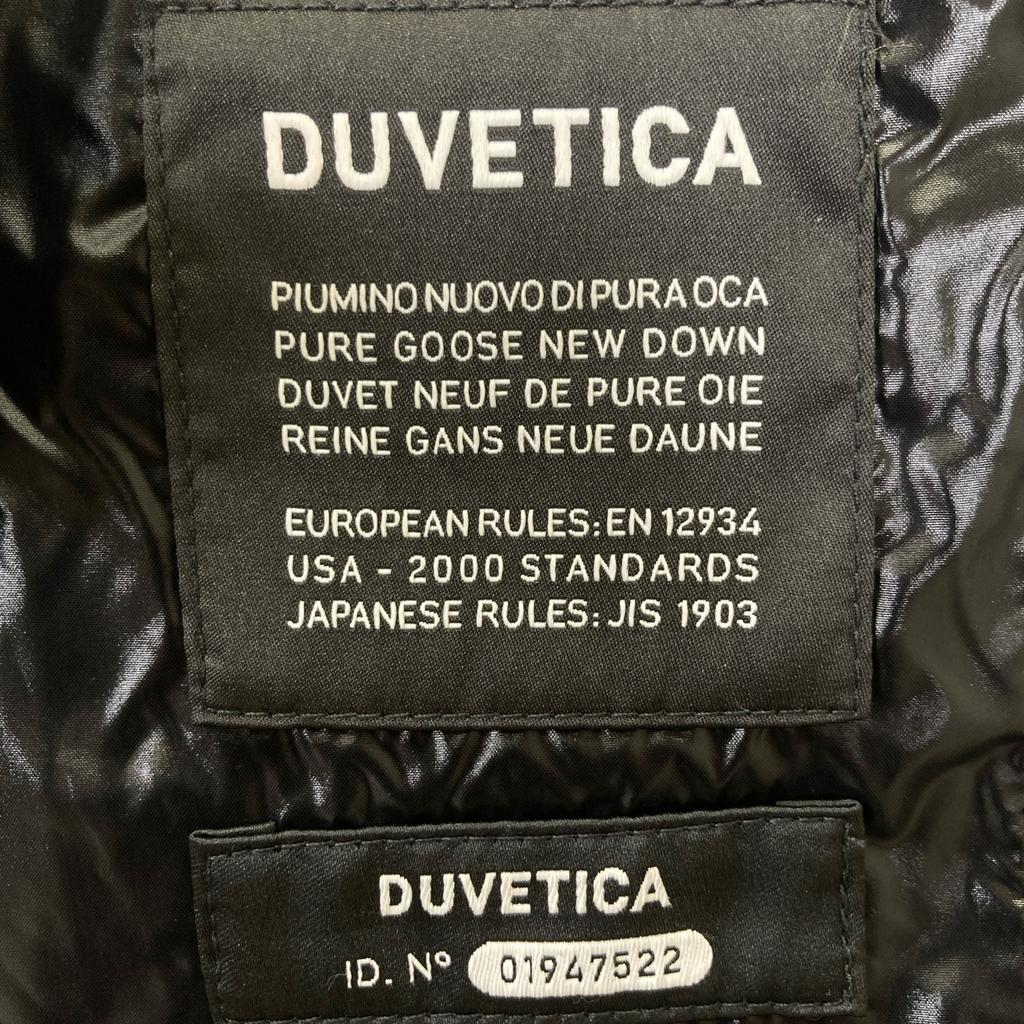 DUVETICA
PIUMINO NUOVO DI PURA OCA
PURE GOOSE NEW DOWN
DUVET NEUF DE PURE OIE
REINE GANS NEUE DAUNE
EUROPEAN RULES: EN 12934
USA - 2000 STANDARDS
JAPANESE RULES: JIS 1903
DUVETICA
ID. Nº 01947522